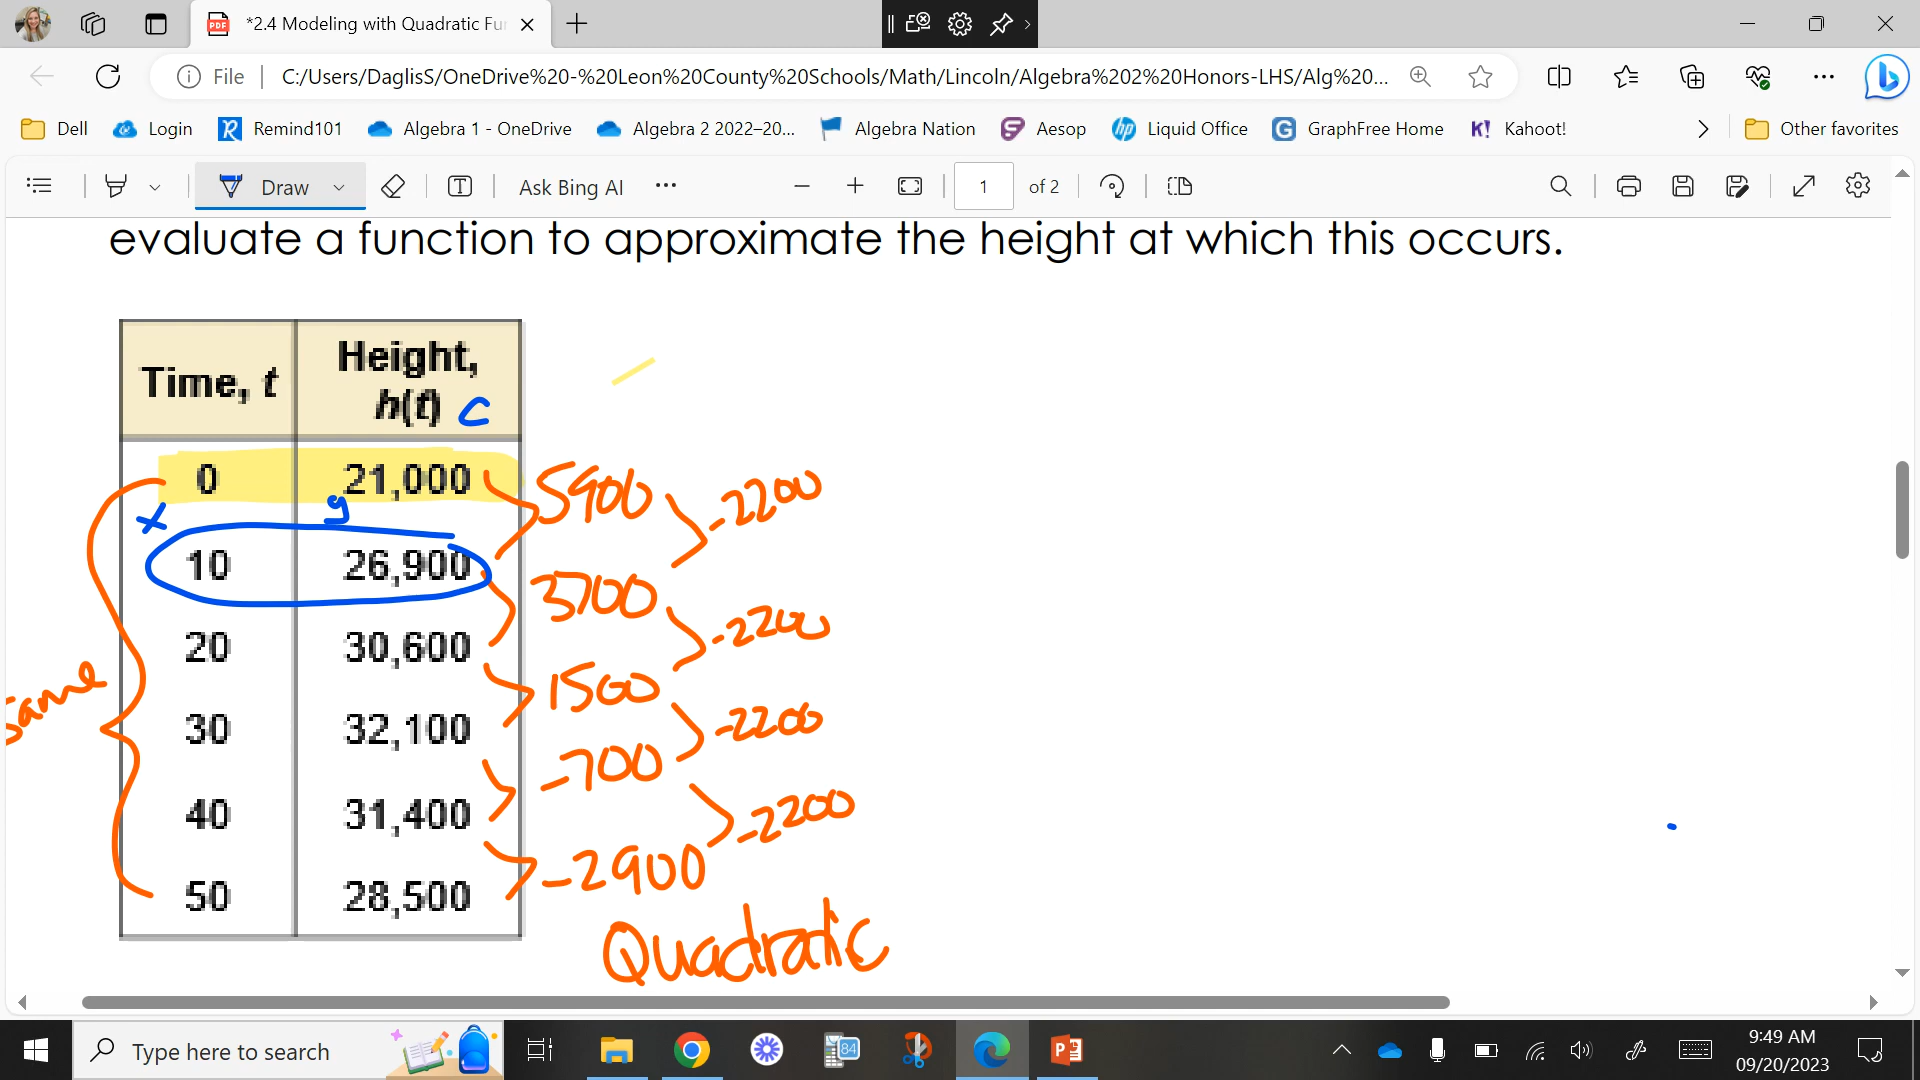 *2.4 Modeling with Quadratic Fu
File
C:/Users/DaglisS/OneDrive%20-%20Leon%20County%20Schools/Math/Lincoln/Algebra%202%20Honors-LHS/Alg%20...
Dell Login Remind101 Algebra 1 - OneDrive Algebra 2 2022–20... Algebra Nation Aesop Liquid Office GraphFree Home Kahoot! Other favorites
Draw Ask Bing AI 1 of 2
evaluate a function to approximate the height at which this occurs.
Time, t Height, h(t) C
0 21,000 5900 -2200
x y
10 26,900 3700 -2200
20 30,600 1500
same
30 32,100 -700 -2200
40 31,400 -2200
50 28,500 -2900
Quadratic
Type here to search
84
9:49 AM
09/20/2023